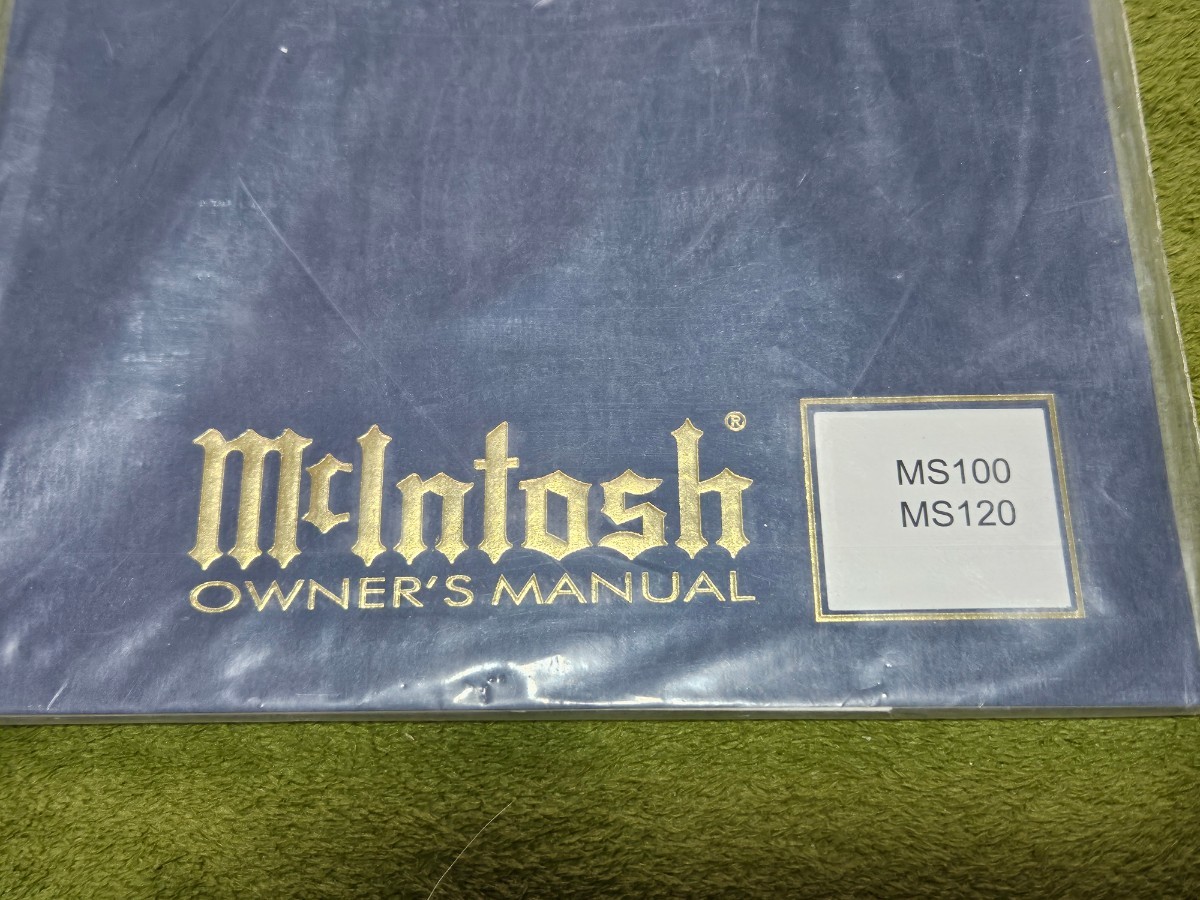 McIntosh®
OWNER'S MANUAL
MS100
MS120